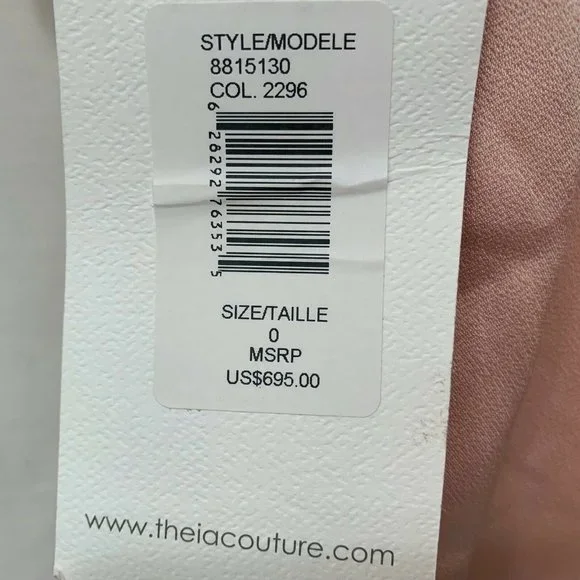 STYLE/MODELE
8815130
COL. 2296
6 28292 76353 5
SIZE/TAILLE
0
MSRP
US$695.00
www.theiacouture.com